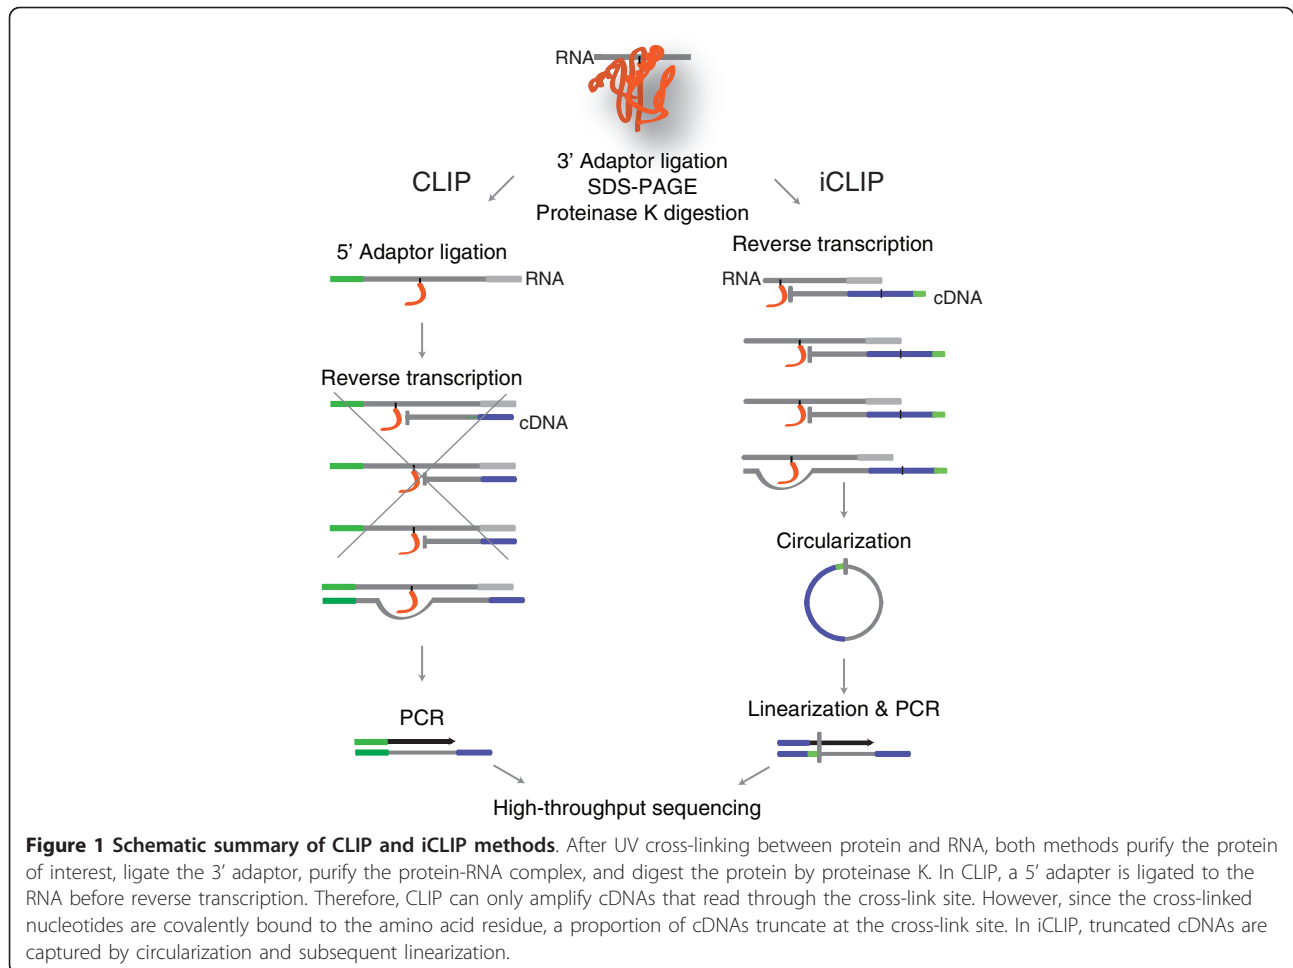 RNA
3’ Adaptor ligation
SDS-PAGE
Proteinase K digestion
CLIP
iCLIP
5’ Adaptor ligation
RNA
Reverse transcription
cDNA
PCR
Reverse transcription
RNA
cDNA
Circularization
Linearization & PCR
High-throughput sequencing
Figure 1 Schematic summary of CLIP and iCLIP methods. After UV cross-linking between protein and RNA, both methods purify the protein
of interest, ligate the 3’ adaptor, purify the protein-RNA complex, and digest the protein by proteinase K. In CLIP, a 5’ adapter is ligated to the
RNA before reverse transcription. Therefore, CLIP can only amplify cDNAs that read through the cross-link site. However, since the cross-linked
nucleotides are covalently bound to the amino acid residue, a proportion of cDNAs truncate at the cross-link site. In iCLIP, truncated cDNAs are
captured by circularization and subsequent linearization.